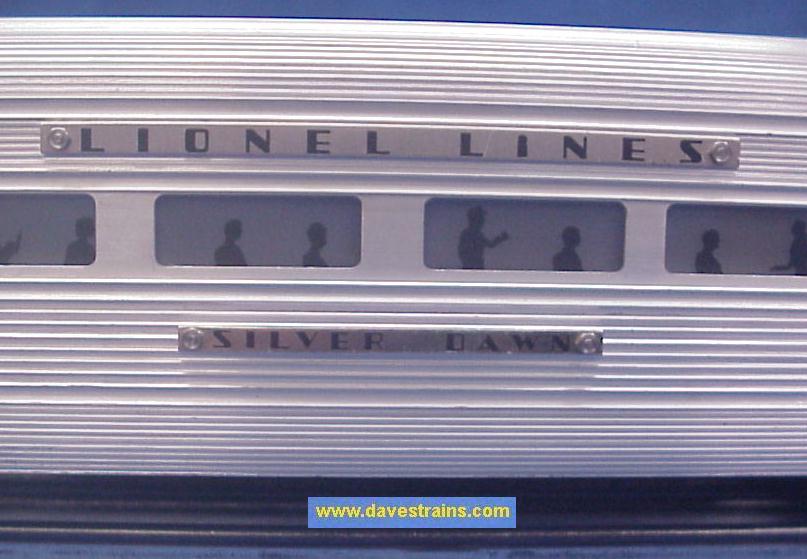 LIONEL LINES
SILVER DAWN
www.davestrains.com